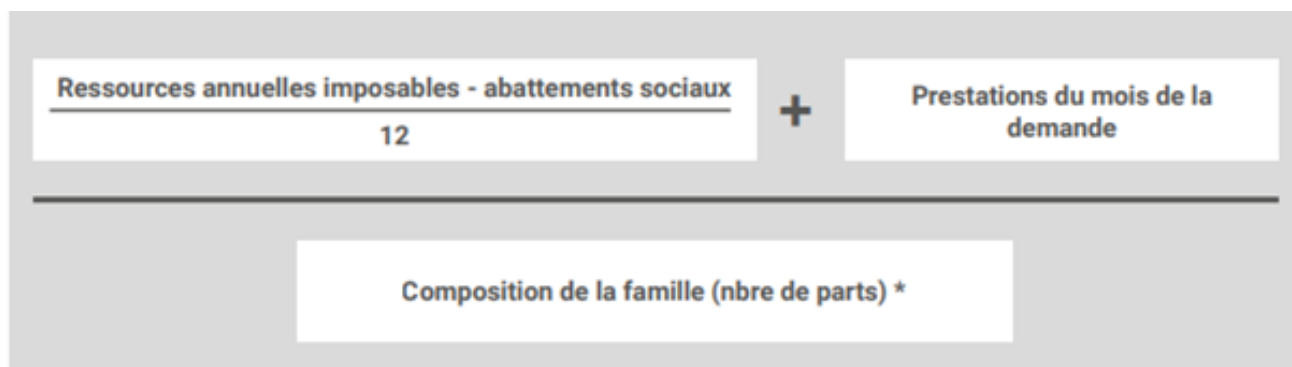 Ressources annuelles imposables - abattements sociaux
12
+
Prestations du mois de la
demande
Composition de la famille (nbre de parts) *